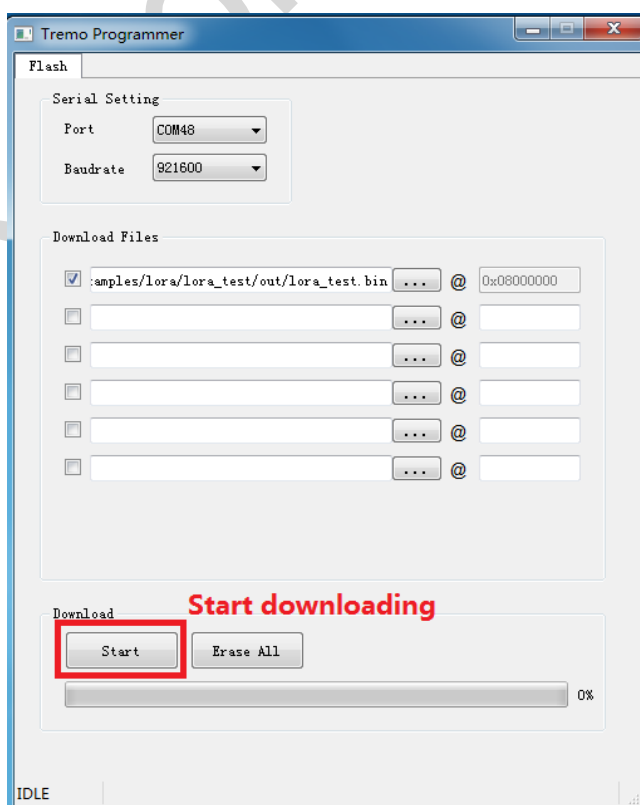 Tremo Programmer
Flash
Serial Setting
Port COM48
Baudrate 921600
Download Files
:amples/lora/lora_test/out/lora_test.bin ... @ 0x08000000
... @
... @
... @
... @
... @
Start downloading
Download
Start Erase All
0%
IDLE